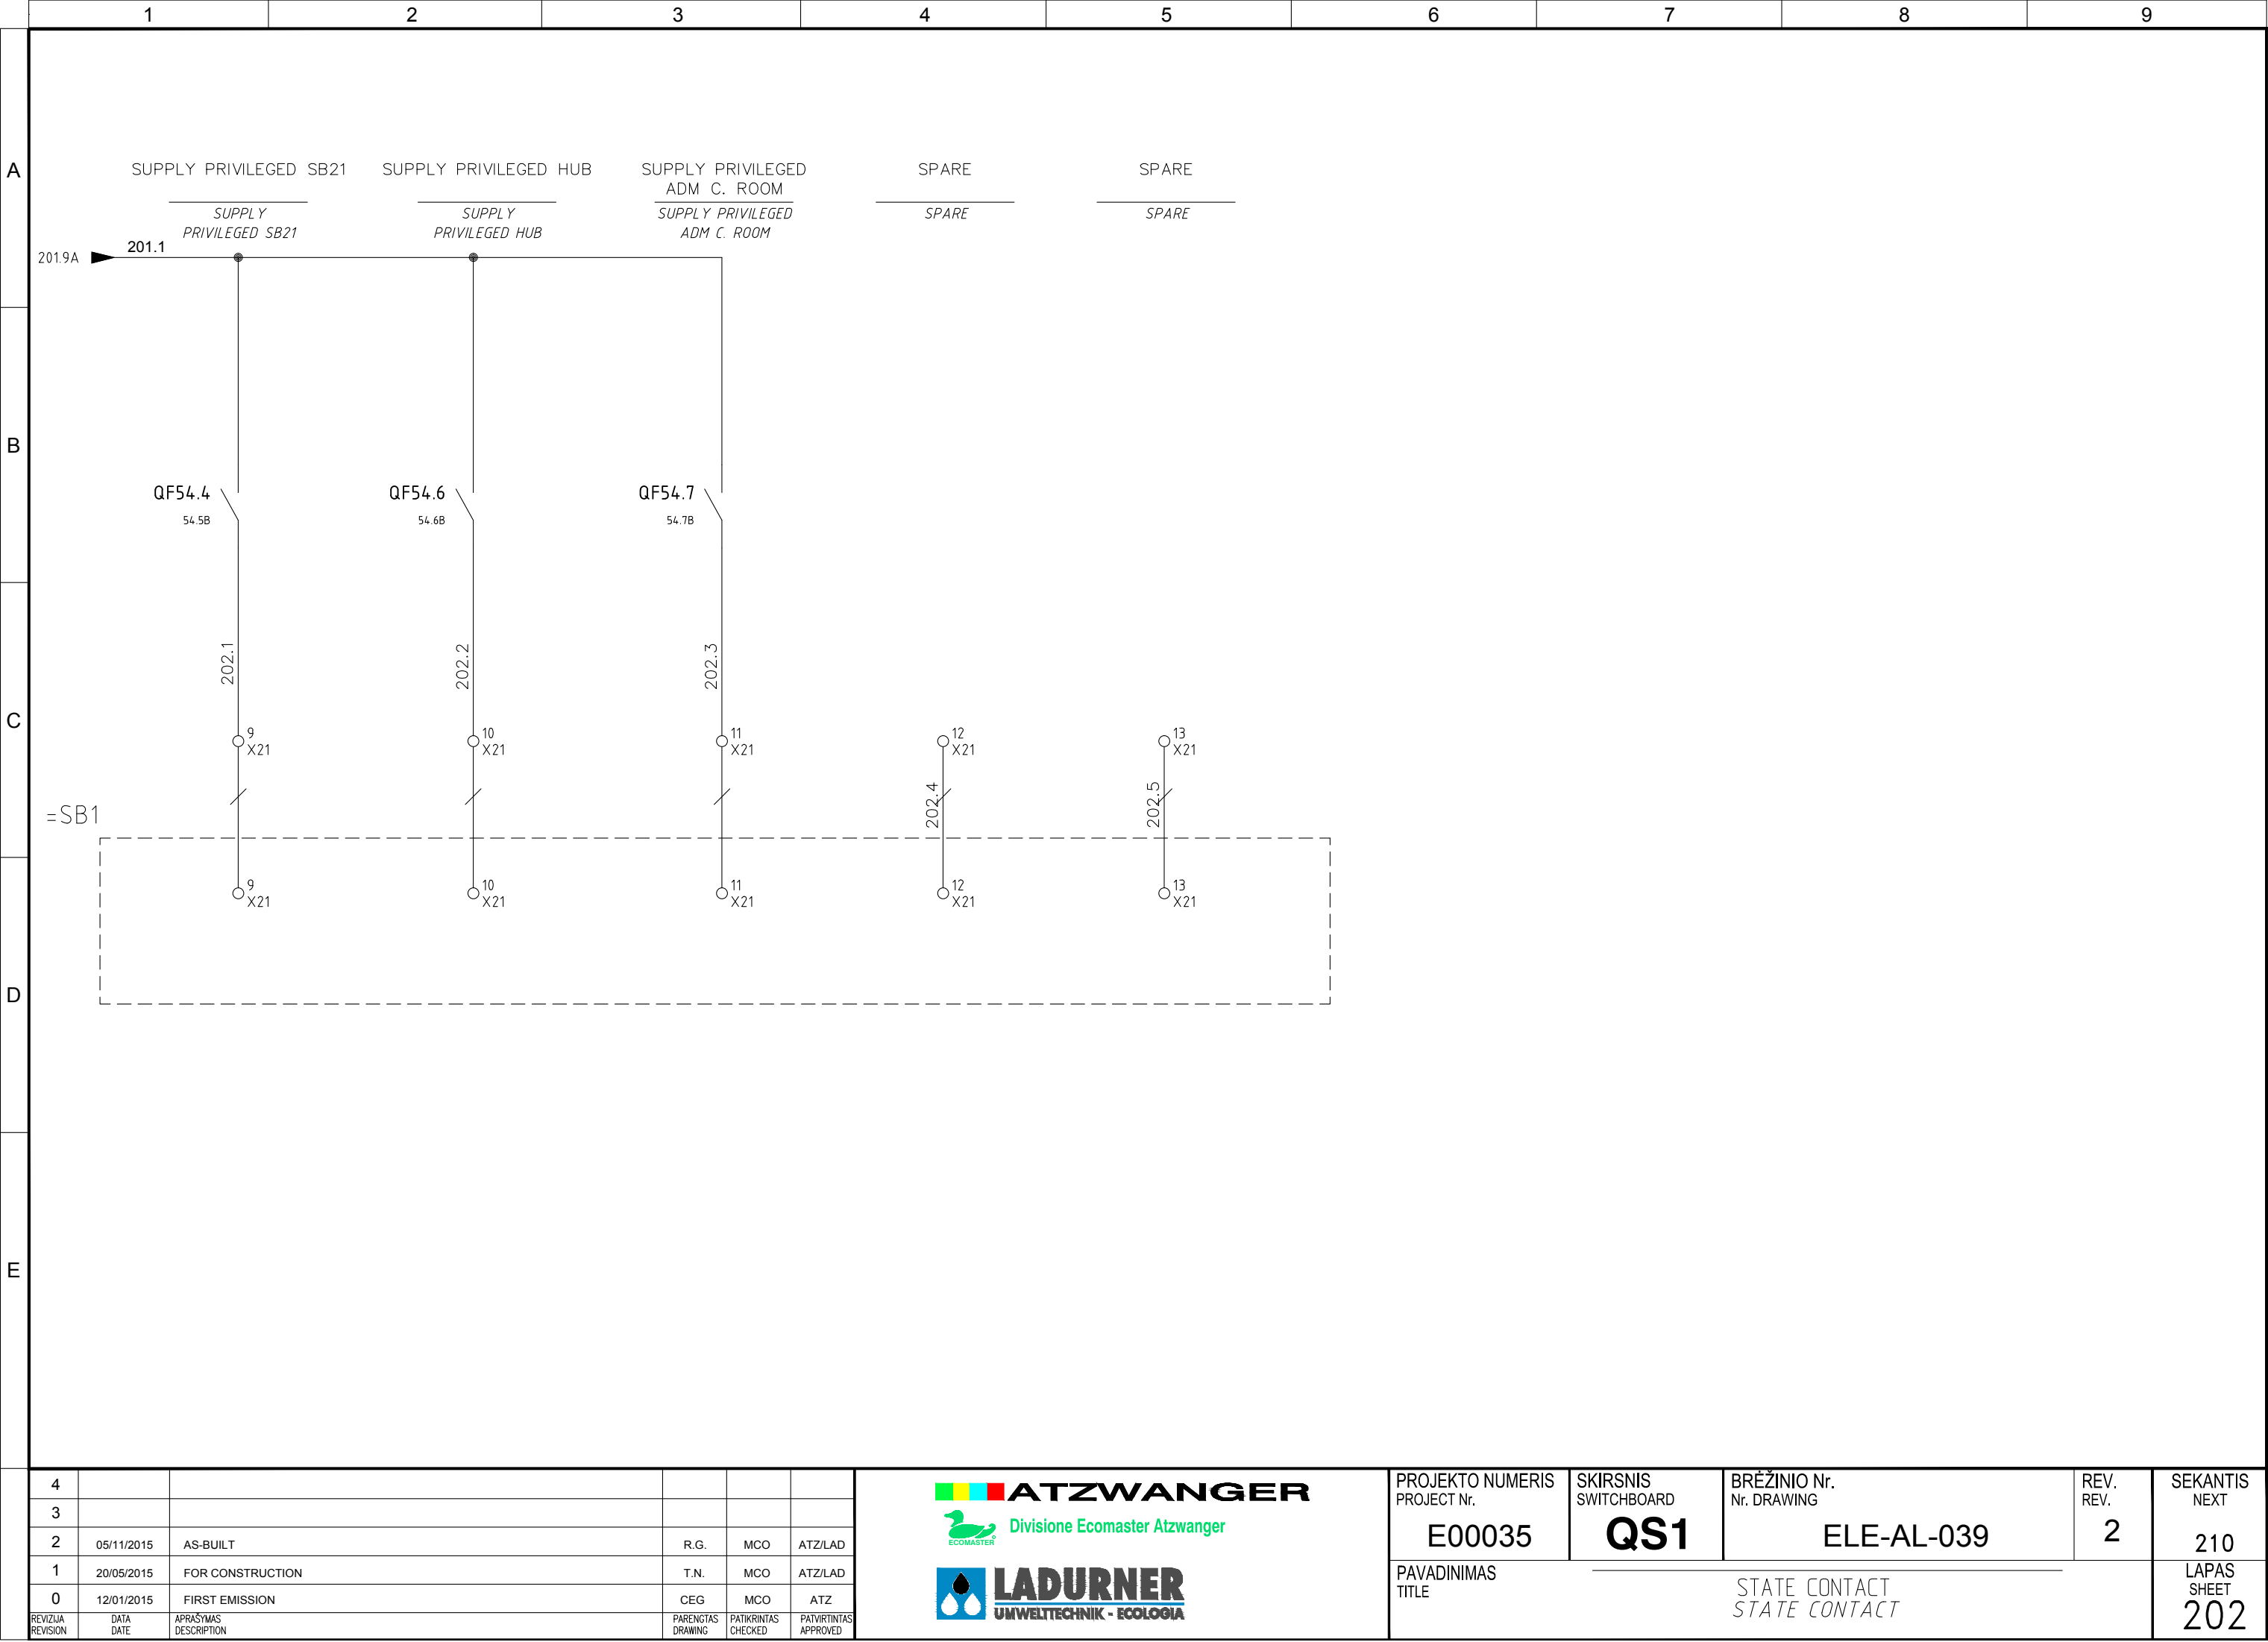 1 2 3 4 5 6 7 8 9
A
SUPPLY PRIVILEGED SB21
SUPPLY
PRIVILEGED SB21
SUPPLY PRIVILEGED HUB
SUPPLY
PRIVILEGED HUB
SUPPLY PRIVILEGED
ADM C. ROOM
SUPPLY PRIVILEGED
ADM C. ROOM
SPARE
SPARE
SPARE
SPARE
201.9A
201.1
B
QF54.4
54.5B
QF54.6
54.6B
QF54.7
54.7B
202.1
202.2
202.3
C
9
X21
10
X21
11
X21
12
X21
13
X21
202.4
202.5
=SB1
9
X21
10
X21
11
X21
12
X21
13
X21
D
E
4
3
2 05/11/2015 AS-BUILT R.G. MCO ATZ/LAD
1 20/05/2015 FOR CONSTRUCTION T.N. MCO ATZ/LAD
0 12/01/2015 FIRST EMISSION CEG MCO ATZ
REVIZIJA DATA APRAŠYMAS PARENGTAS PATIKRINTAS PATVIRTINTAS
REVISION DATE DESCRIPTION DRAWING CHECKED APPROVED
ATZWANGER
Divisione Ecomaster Atzwanger
ECOMASTER
LADURNER
UMWELTTECHNIK - ECOLOGIA
PROJEKTO NUMERIS
PROJECT Nr.
E00035
SKIRSNIS
SWITCHBOARD
QS1
BRĖŽINIO Nr.
Nr. DRAWING
ELE-AL-039
REV.
REV.
2
SEKANTIS
NEXT
210
PAVADINIMAS
TITLE
STATE CONTACT
STATE CONTACT
LAPAS
SHEET
202